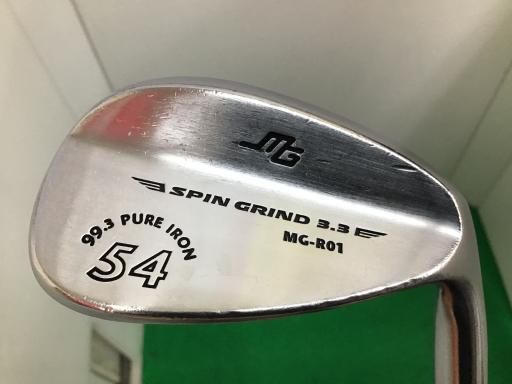 MG
SPIN GRIND 3.3
MG-R01
99.3 PURE IRON
54